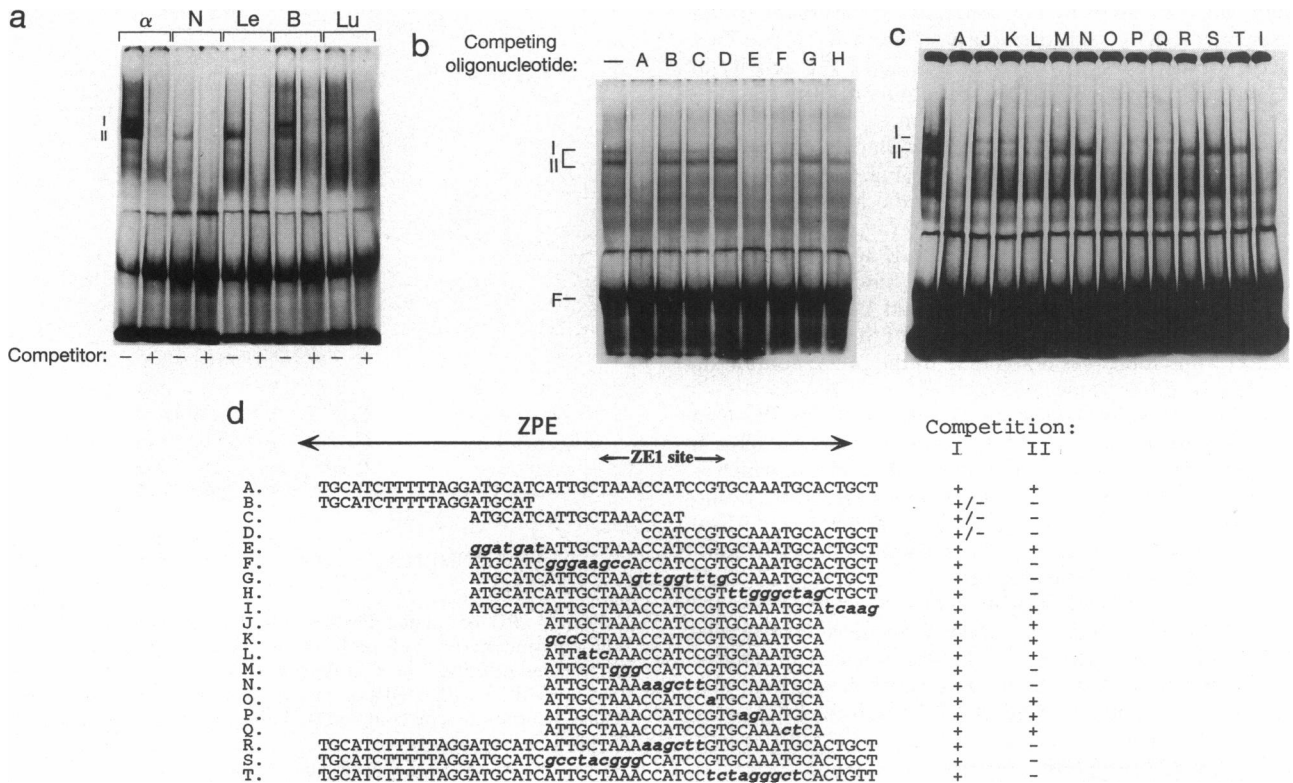 a
α N Le B Lu
I
II
Competitor: − + − + − + − + − +
b
Competing
oligonucleotide: — A B C D E F G H
I
II
F–
c
— A J K L M N O P Q R S T I
I–
II–
d
ZPE
ZE1 site
Competition:
I II
A. TGCATCTTTTTAGGATGCATCATTGCTAAACCATCCGTGCAAATGCACTGCT + +
B. TGCATCTTTTTAGGATGCAT +/- -
C. ATGCATCATTGCTAAACCAT +/- -
D. CCATCCGTGCAAATGCACTGCT +/- -
E. ggatgatATTGCTAAACCATCCGTGCAAATGCACTGCT + +
F. ATGCATCgggaagccACCATCCGTGCAAATGCACTGCT + -
G. ATGCATCATTGCTAAgttggtttgGCAAATGCACTGCT + -
H. ATGCATCATTGCTAAACCATCCGTttgggctagCTGCT + -
I. ATGCATCATTGCTAAACCATCCGTGCAAATGCAtcaag + +
J. ATTGCTAAACCATCCGTGCAAATGCA + +
K. gccGCTAAACCATCCGTGCAAATGCA + +
L. ATTatcAAACCATCCGTGCAAATGCA + +
M. ATTGCTgggCCATCCGTGCAAATGCA + -
N. ATTGCTAAAaagcttGTGCAAATGCA + -
O. ATTGCTAAACCATCCaTGCAAATGCA + +
P. ATTGCTAAACCATCCGTGagAATGCA + +
Q. ATTGCTAAACCATCCGTGCAAActCA + +
R. TGCATCTTTTTAGGATGCATCATTGCTAAAaagcttGTGCAAATGCACTGCT + -
S. TGCATCTTTTTAGGATGCATCgcctacgggCCATCCGTGCAAATGCACTGCT + -
T. TGCATCTTTTTAGGATGCATCATTGCTAAACCATCCtctagggctCACTGTT + -